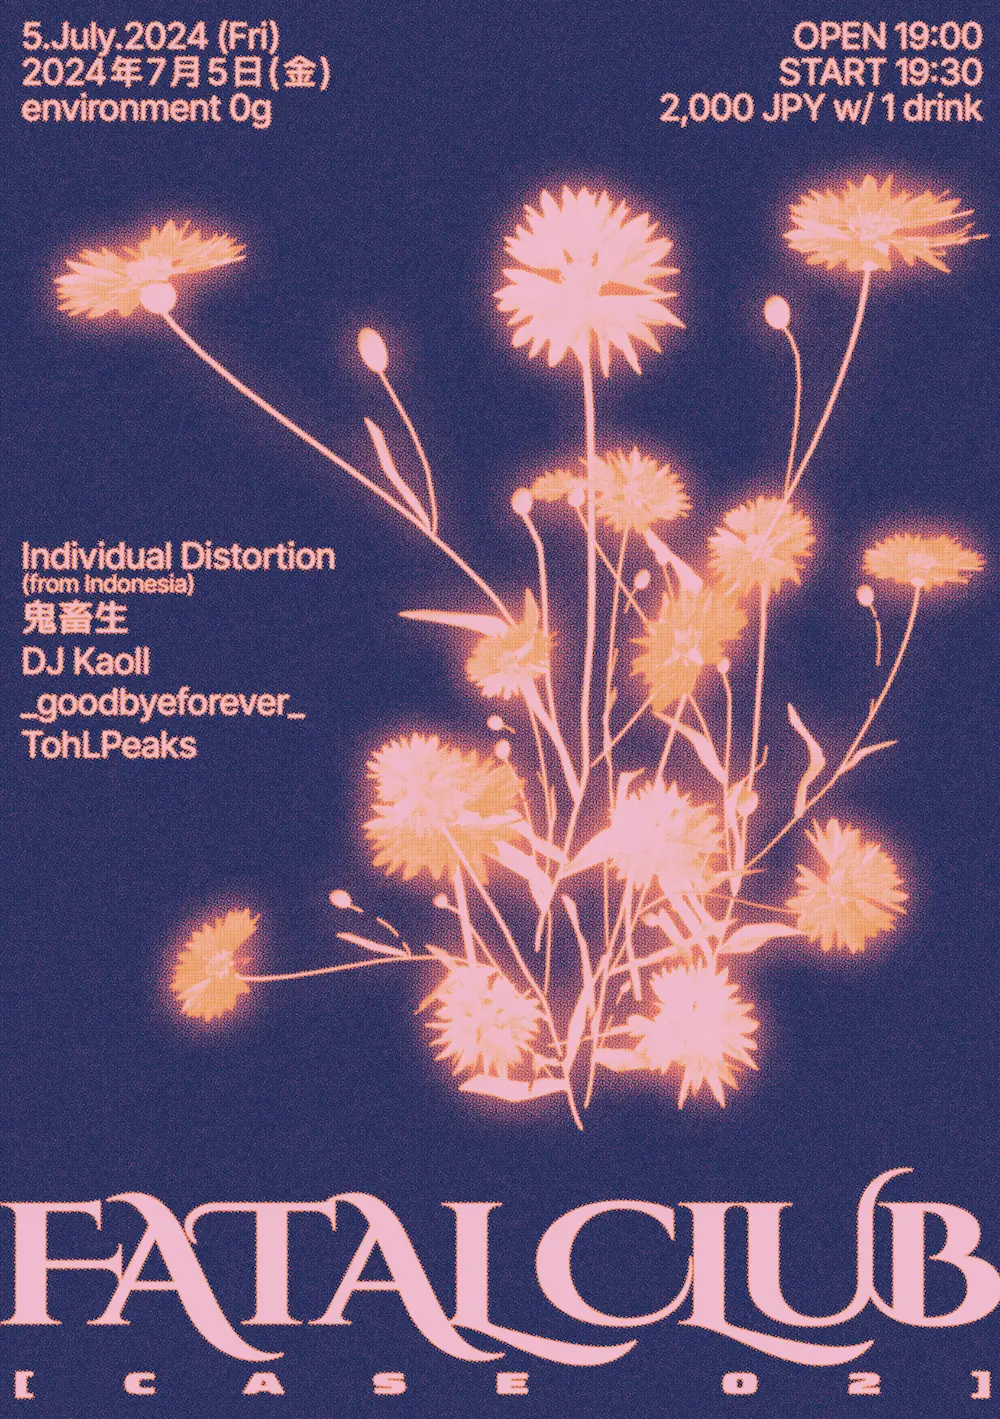 5.July.2024 (Fri)
2024年7月5日(金)
environment 0g
OPEN 19:00
START 19:30
2,000 JPY w/ 1 drink
Individual Distortion
(from Indonesia)
鬼畜生
DJ Kaoll
_goodbyeforever_
TohLPeaks
FATAL CLUB
[ CASE 02 ]